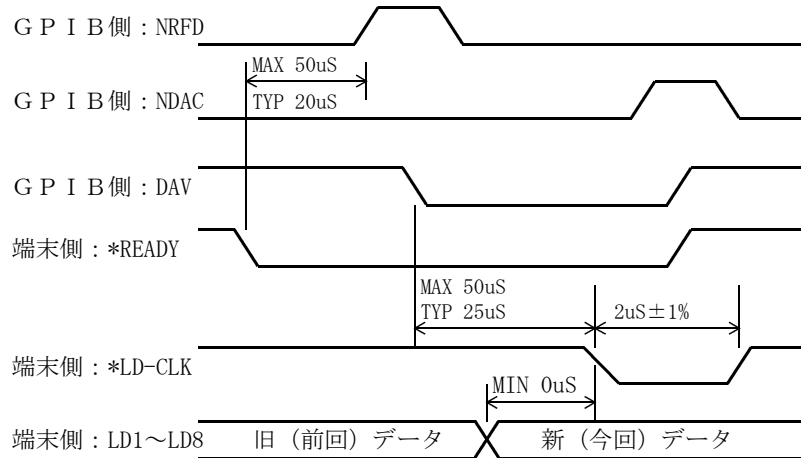 ＧＰＩＢ側：NRFD
MAX 50uS
TYP 20uS
ＧＰＩＢ側：NDAC
ＧＰＩＢ側：DAV
端末側：*READY
MAX 50uS
TYP 25uS
2uS±1%
端末側：*LD-CLK
MIN 0uS
端末側：LD1～LD8 旧（前回）データ 新（今回）データ